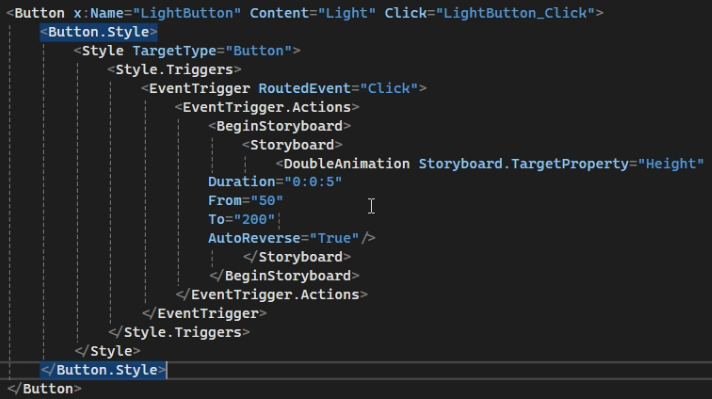 <Button x:Name="LightButton" Content="Light" Click="LightButton_Click">
<Button.Style>
<Style TargetType="Button">
<Style.Triggers>
<EventTrigger RoutedEvent="Click">
<EventTrigger.Actions>
<BeginStoryboard>
<Storyboard>
<DoubleAnimation Storyboard.TargetProperty="Height"
Duration="0:0:5"
From="50"
To="200"
AutoReverse="True"/>
</Storyboard>
</BeginStoryboard>
</EventTrigger.Actions>
</EventTrigger>
</Style.Triggers>
</Style>
</Button.Style>
</Button>